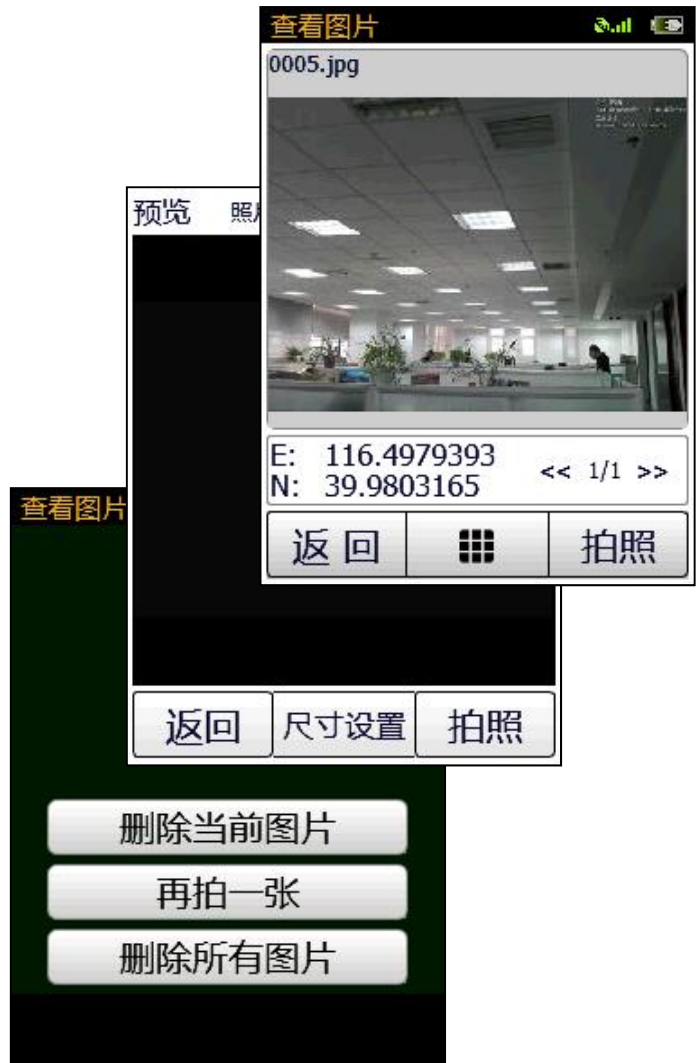 查看图片
0005.jpg
E: 116.4979393
N: 39.9803165
<< 1/1 >>
返 回
拍照
预览
返回
尺寸设置
拍照
查看图片
删除当前图片
再拍一张
删除所有图片